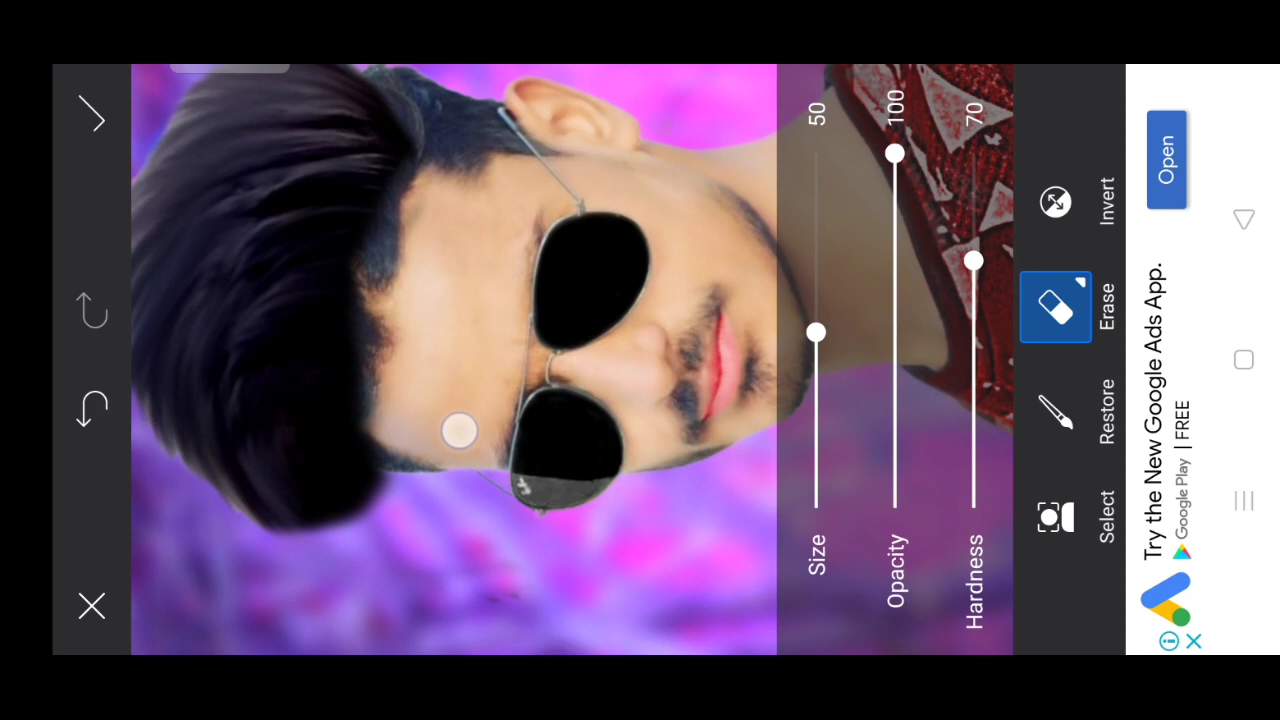 50
100
70
Size
Opacity
Hardness
Select
Restore
Erase
Invert
Try the New Google Ads App.
Google Play | FREE
Open